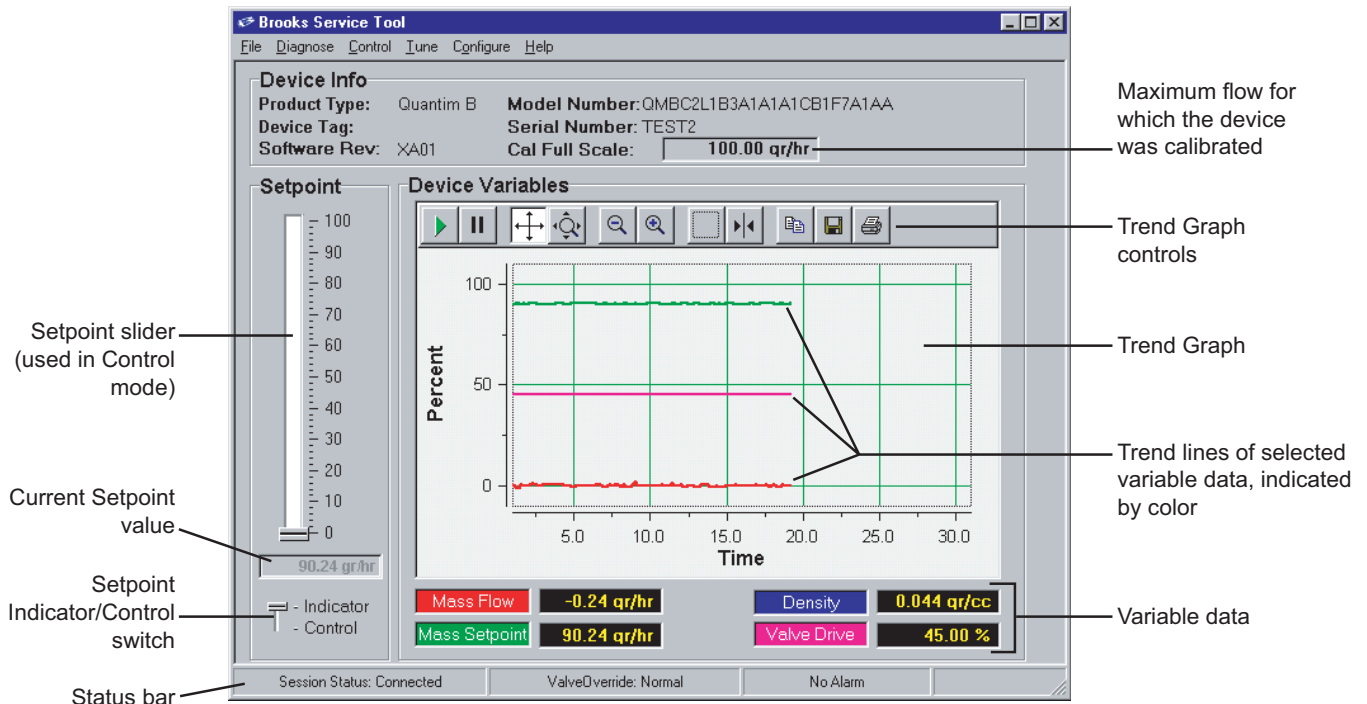 Brooks Service Tool
File Diagnose Control Tune Configure Help
Device Info
Product Type: Quantim B Model Number: QMBC2L1B3A1A1A1CB1F7A1AA
Device Tag: Serial Number: TEST2
Software Rev: XA01 Cal Full Scale: 100.00 qr/hr
Maximum flow for
which the device
was calibrated
Setpoint
Device Variables
100
90
80
70
60
50
40
30
20
10
0
90.24 gr/hr
- Indicator
- Control
Percent
100
50
0
5.0 10.0 15.0 20.0 25.0 30.0
Time
Mass Flow -0.24 qr/hr Density 0.044 qr/cc
Mass Setpoint 90.24 qr/hr Valve Drive 45.00 %
Session Status: Connected ValveOverride: Normal No Alarm
Setpoint slider
(used in Control
mode)
Current Setpoint
value
Setpoint
Indicator/Control
switch
Status bar
Trend Graph
controls
Trend Graph
Trend lines of selected
variable data, indicated
by color
Variable data